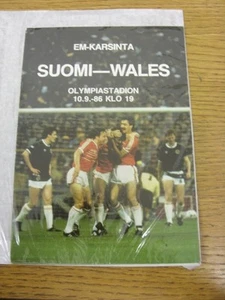 EM-KARSINTA
SUOMI—WALES
OLYMPIASTADION
10.9.-86 KLO 19